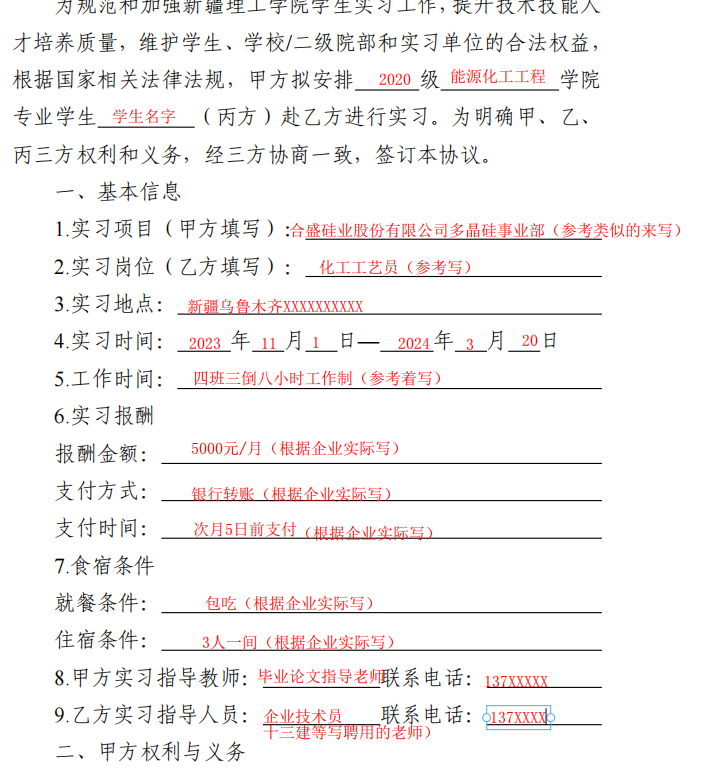 为规范和加强新疆理工学院学生实习工作，提升技术技能人
才培养质量，维护学生、学校/二级院部和实习单位的合法权益，
根据国家相关法律法规，甲方拟安排 2020 级 能源化工工程 学院
专业学生 学生名字 （丙方）赴乙方进行实习。为明确甲、乙、
丙三方权利和义务，经三方协商一致，签订本协议。
一、基本信息
1.实习项目（甲方填写）:合盛硅业股份有限公司多晶硅事业部（参考类似的来写）
2.实习岗位（乙方填写）： 化工工艺员（参考写）
3.实习地点： 新疆乌鲁木齐XXXXXXXXXX
4.实习时间： 2023 年 11 月 1 日— 2024 年 3 月 20 日
5.工作时间： 四班三倒八小时工作制（参考着写）
6.实习报酬
报酬金额： 5000元/月（根据企业实际写）
支付方式： 银行转账（根据企业实际写）
支付时间： 次月5日前支付（根据企业实际写）
7.食宿条件
就餐条件： 包吃（根据企业实际写）
住宿条件： 3人一间（根据企业实际写）
8.甲方实习指导教师：毕业论文指导老师 联系电话：137XXXXX
9.乙方实习指导人员： 企业技术员 联系电话：137XXXX
十三建等写聘用的老师）
二、甲方权利与义务